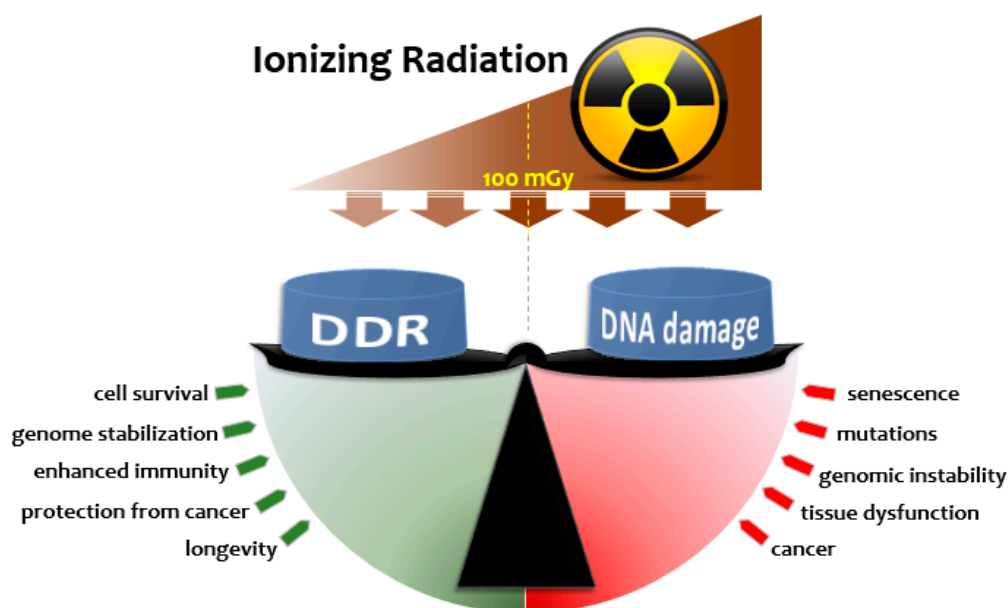 Ionizing Radiation
100 mGy
DDR
DNA damage
cell survival
genome stabilization
enhanced immunity
protection from cancer
longevity
senescence
mutations
genomic instability
tissue dysfunction
cancer